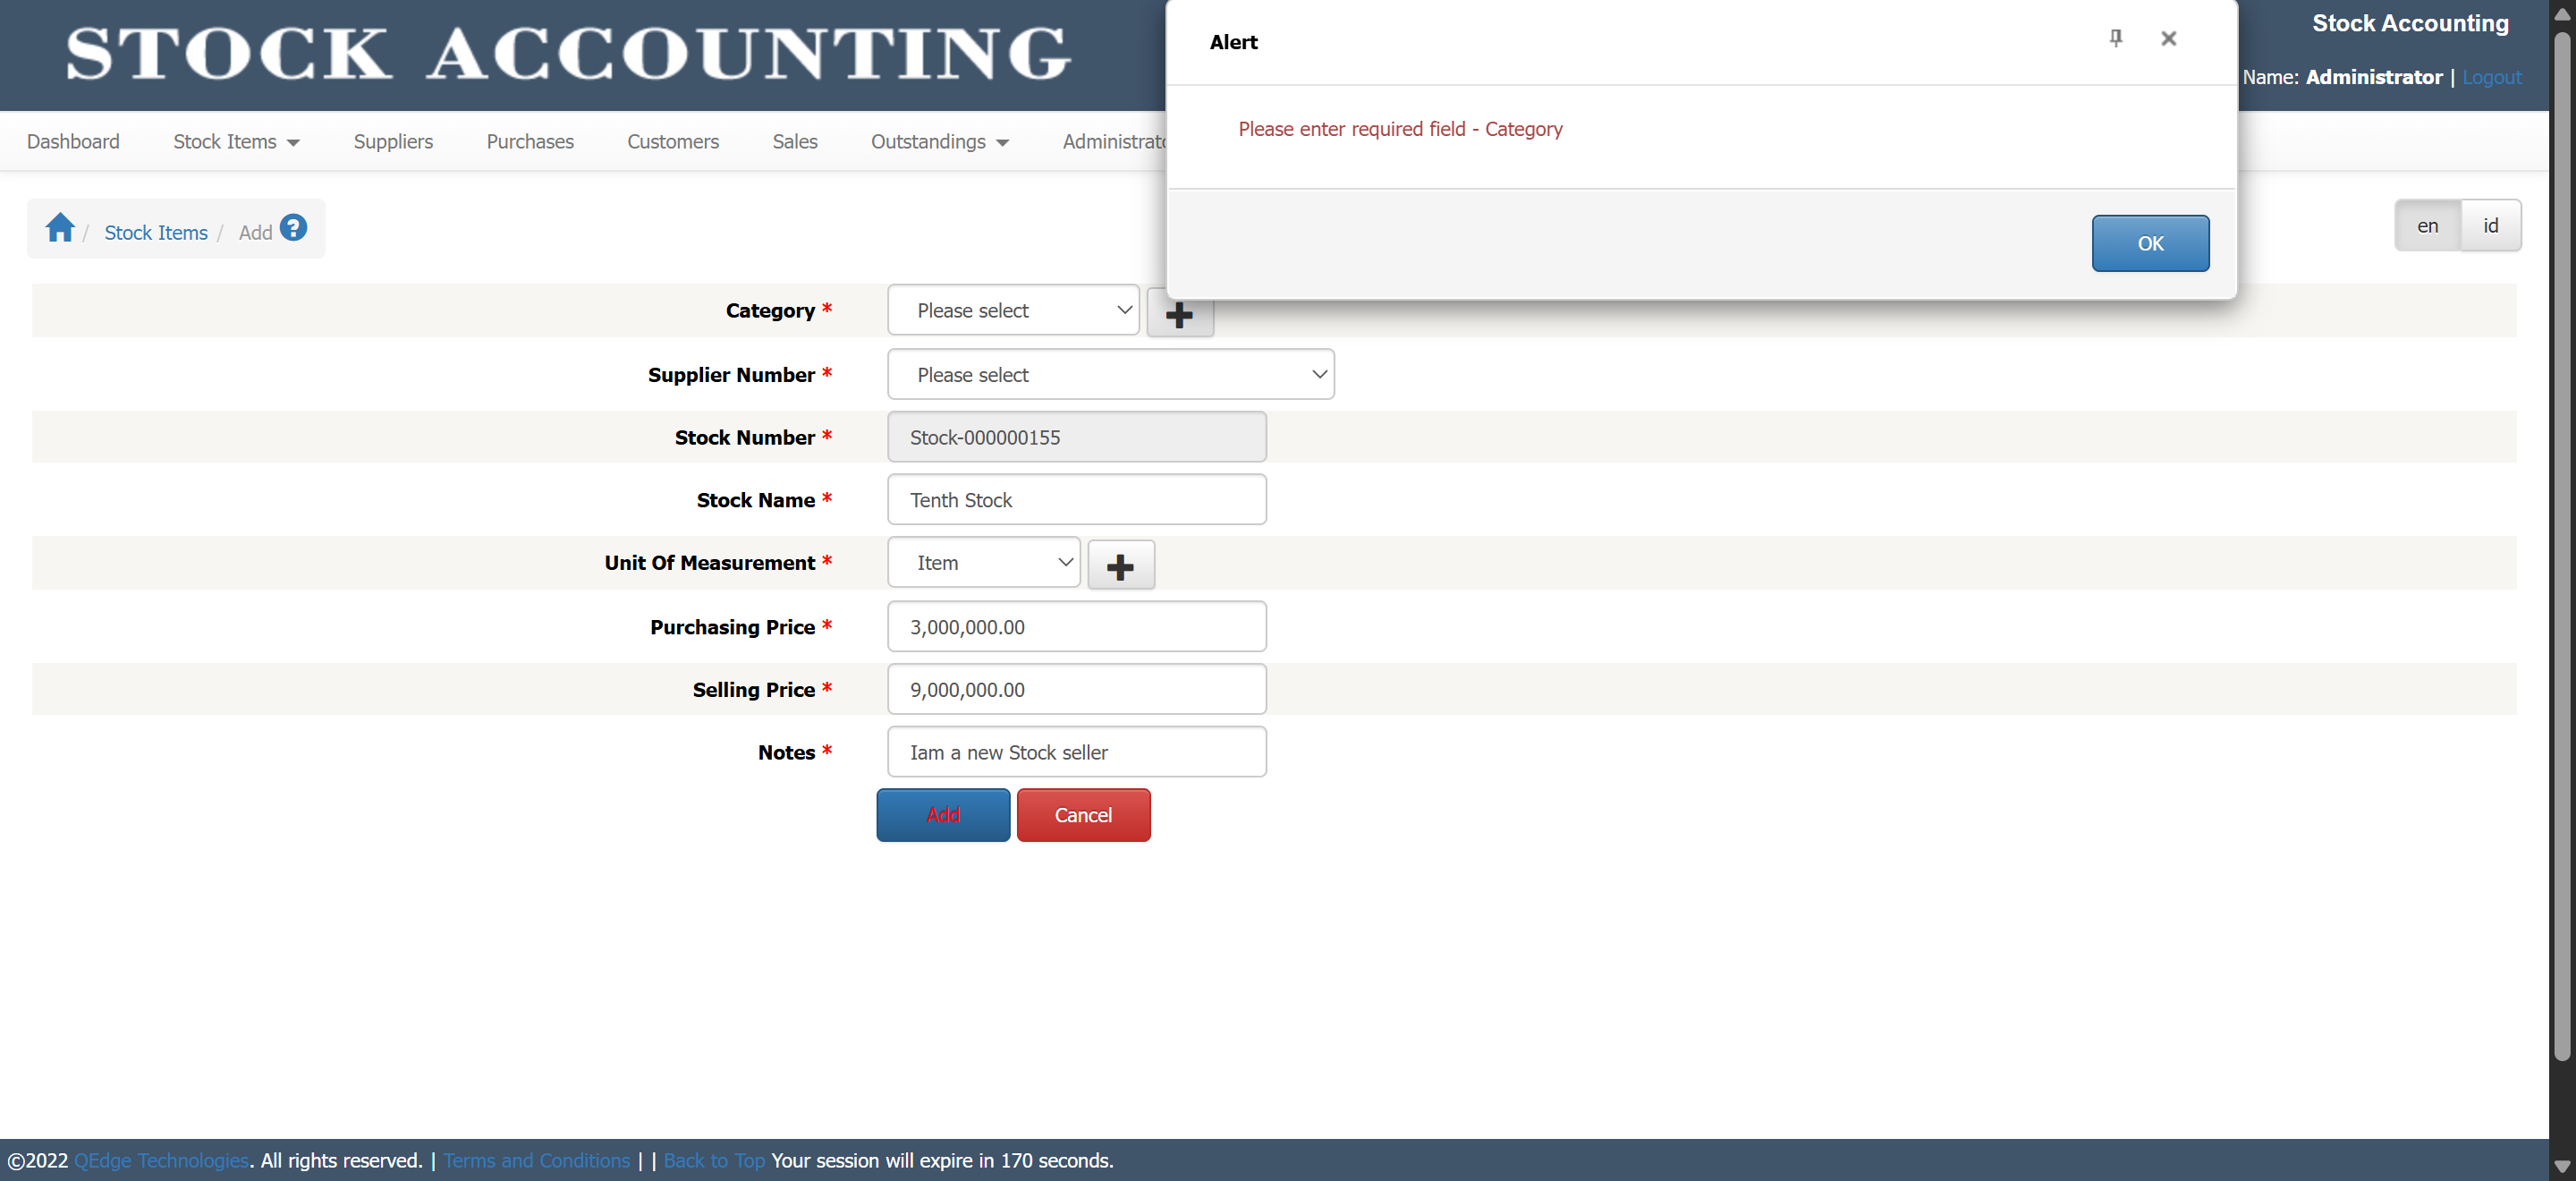 STOCK ACCOUNTING
Stock Accounting
Name: Administrator | Logout
Alert
Please enter required field - Category
OK
Dashboard Stock Items Suppliers Purchases Customers Sales Outstandings Administrato
/ Stock Items / Add ?
en id
Category * Please select
Supplier Number * Please select
Stock Number * Stock-000000155
Stock Name * Tenth Stock
Unit Of Measurement * Item
Purchasing Price * 3,000,000.00
Selling Price * 9,000,000.00
Notes * Iam a new Stock seller
Add Cancel
©2022 QEdge Technologies. All rights reserved. | Terms and Conditions | | Back to Top Your session will expire in 170 seconds.